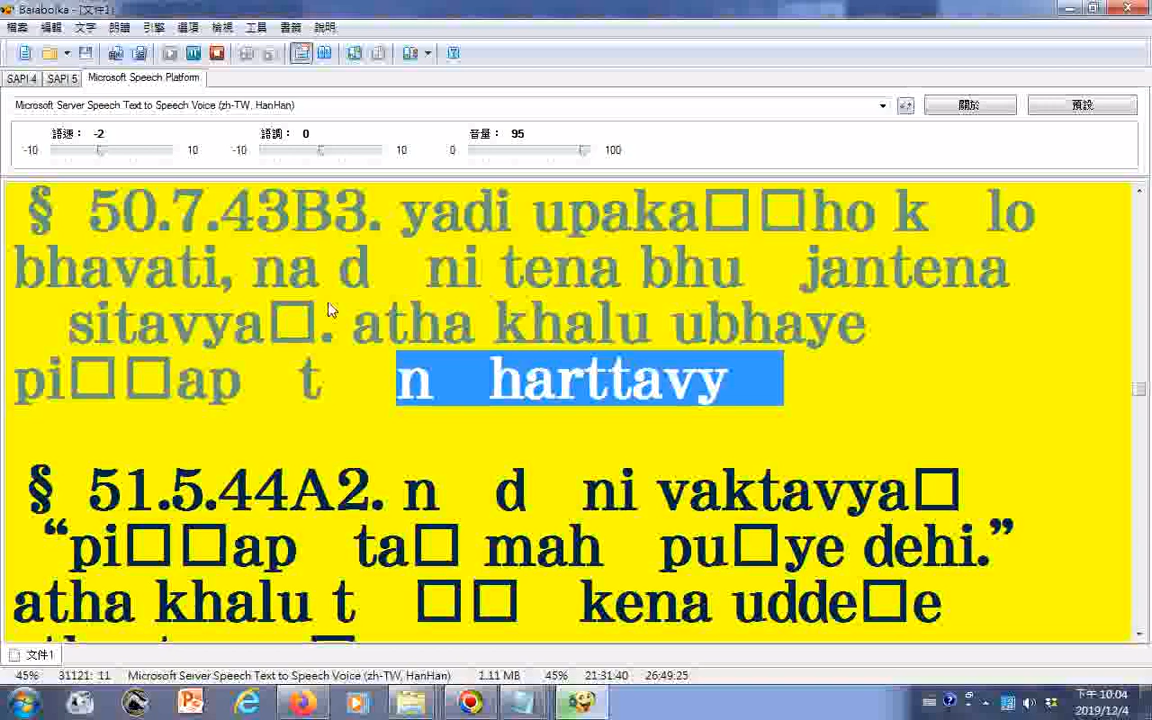 Balabolka - [文件1]
檔案 編輯 文字 朗讀 引擎 選項 檢視 工具 書籤 說明
SAPI 4 SAPI 5 Microsoft Speech Platform
Microsoft Server Speech Text to Speech Voice (zh-TW, HanHan)
關於 預設
語速： -2 語調： 0 音量： 95
-10 10 -10 10 0 100
§ 50.7.43B3. yadi upaka□□ho k lo
bhavati, na d ni tena bhu jantena
sitavya□. atha khalu ubhaye
pi□□ap t n harttavy
§ 51.5.44A2. n d ni vaktavya□
“pi□□ap ta□ mah pu□ye dehi.”
atha khalu t □□ kena udde□e
文件1
45% 31121: 11 Microsoft Server Speech Text to Speech Voice (zh-TW, HanHan) 1.11 MB 45% 21:31:40 26:49:25
下午 10:04
2019/12/4